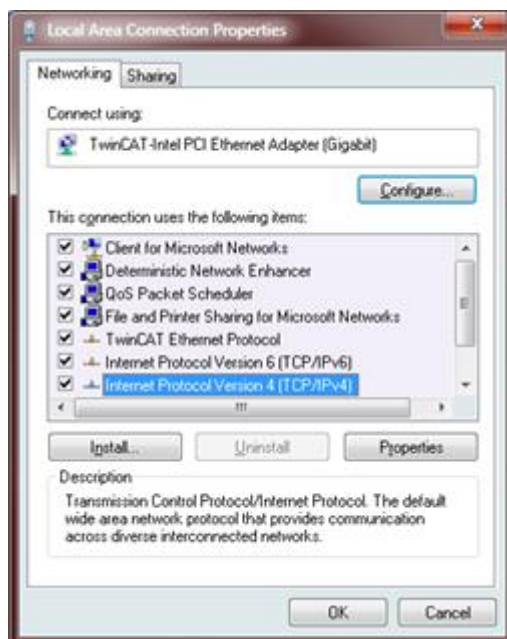 Local Area Connection Properties
Networking Sharing
Connect using:
TwinCAT-Intel PCI Ethernet Adapter (Gigabit)
Configure...
This connection uses the following items:
Client for Microsoft Networks
Deterministic Network Enhancer
QoS Packet Scheduler
File and Printer Sharing for Microsoft Networks
TwinCAT Ethernet Protocol
Internet Protocol Version 6 (TCP/IPv6)
Internet Protocol Version 4 (TCP/IPv4)
Install... Uninstall Properties
Description
Transmission Control Protocol/Internet Protocol. The default
wide area network protocol that provides communication
across diverse interconnected networks.
OK Cancel